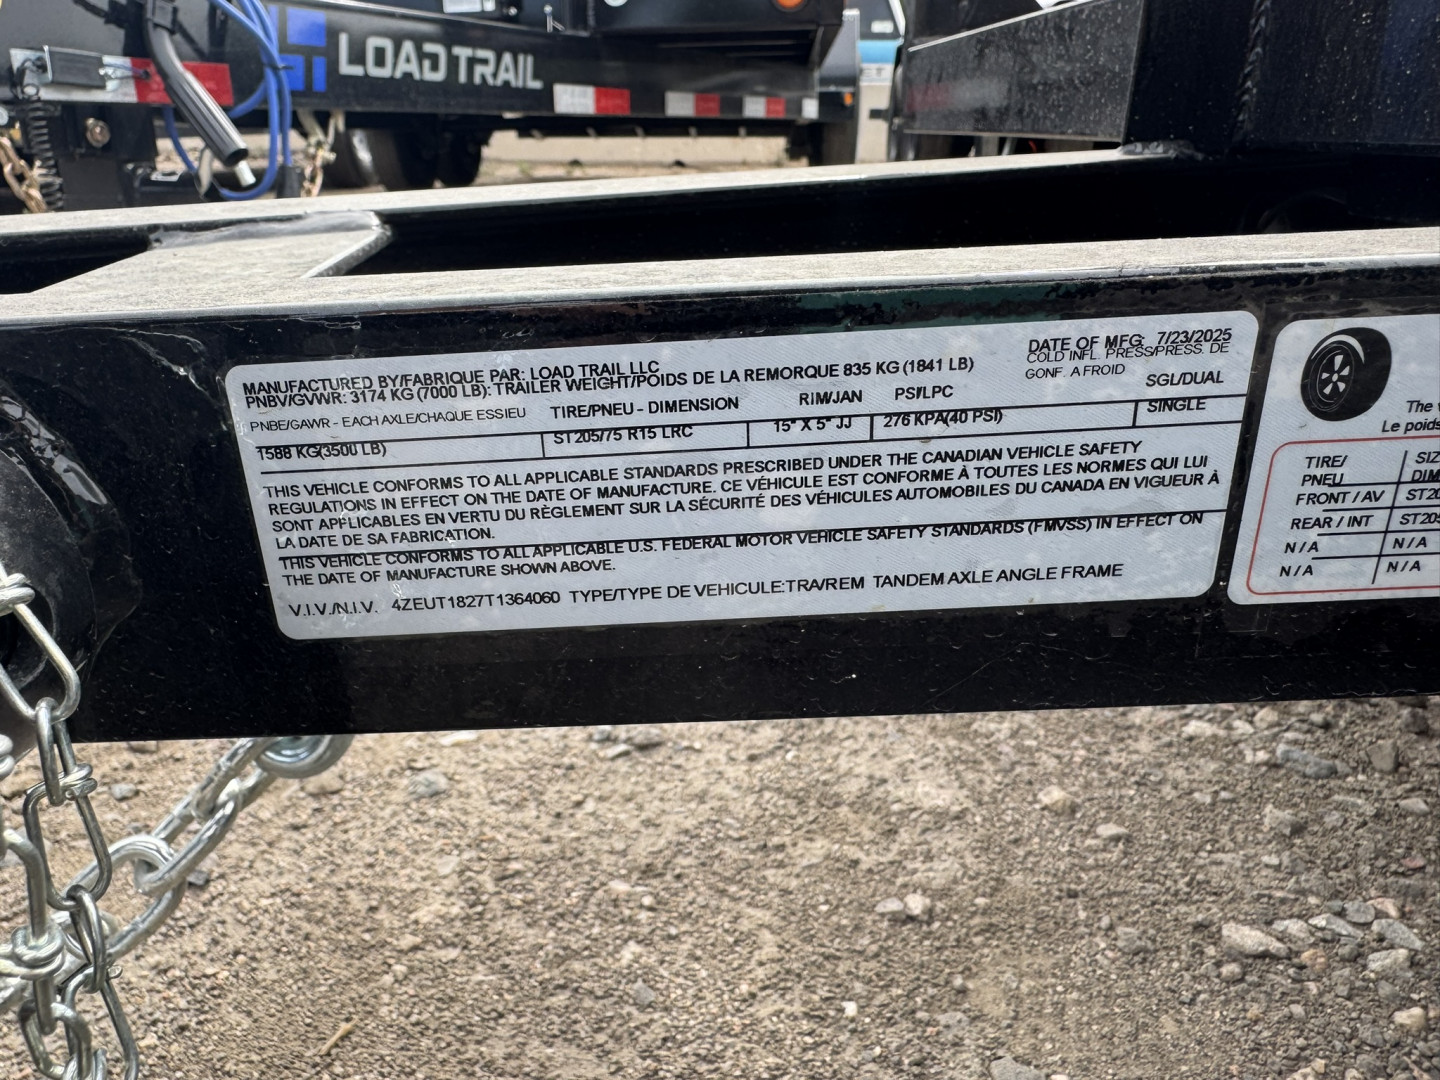 LOAD TRAIL
MANUFACTURED BY/FABRIQUE PAR: LOAD TRAIL LLC
DATE OF MFG: 7/23/2025
PNBV/GVWR: 3174 KG (7000 LB): TRAILER WEIGHT/POIDS DE LA REMORQUE 835 KG (1841 LB)
COLD INFL. PRESS/PRESS. DE
GONF. A FROID
PNBE/GAWR - EACH AXLE/CHAQUE ESSIEU TIRE/PNEU - DIMENSION RIM/JAN PSI/LPC SGL/DUAL
1588 KG(3500 LB) ST205/75 R15 LRC 15" X 5" JJ 276 KPA(40 PSI) SINGLE
THIS VEHICLE CONFORMS TO ALL APPLICABLE STANDARDS PRESCRIBED UNDER THE CANADIAN VEHICLE SAFETY
REGULATIONS IN EFFECT ON THE DATE OF MANUFACTURE. CE VÉHICULE EST CONFORME À TOUTES LES NORMES QUI LUI
SONT APPLICABLES EN VERTU DU RÈGLEMENT SUR LA SÉCURITÉ DES VÉHICULES AUTOMOBILES DU CANADA EN VIGUEUR À
LA DATE DE SA FABRICATION.
THIS VEHICLE CONFORMS TO ALL APPLICABLE U.S. FEDERAL MOTOR VEHICLE SAFETY STANDARDS (FMVSS) IN EFFECT ON
THE DATE OF MANUFACTURE SHOWN ABOVE.
V.I.V./N.I.V. 4ZEUT1827T1364060 TYPE/TYPE DE VEHICULE:TRA/REM TANDEM AXLE ANGLE FRAME
The
Le poids
TIRE/
PNEU
FRONT / AV
REAR / INT
N / A N / A
N / A N / A